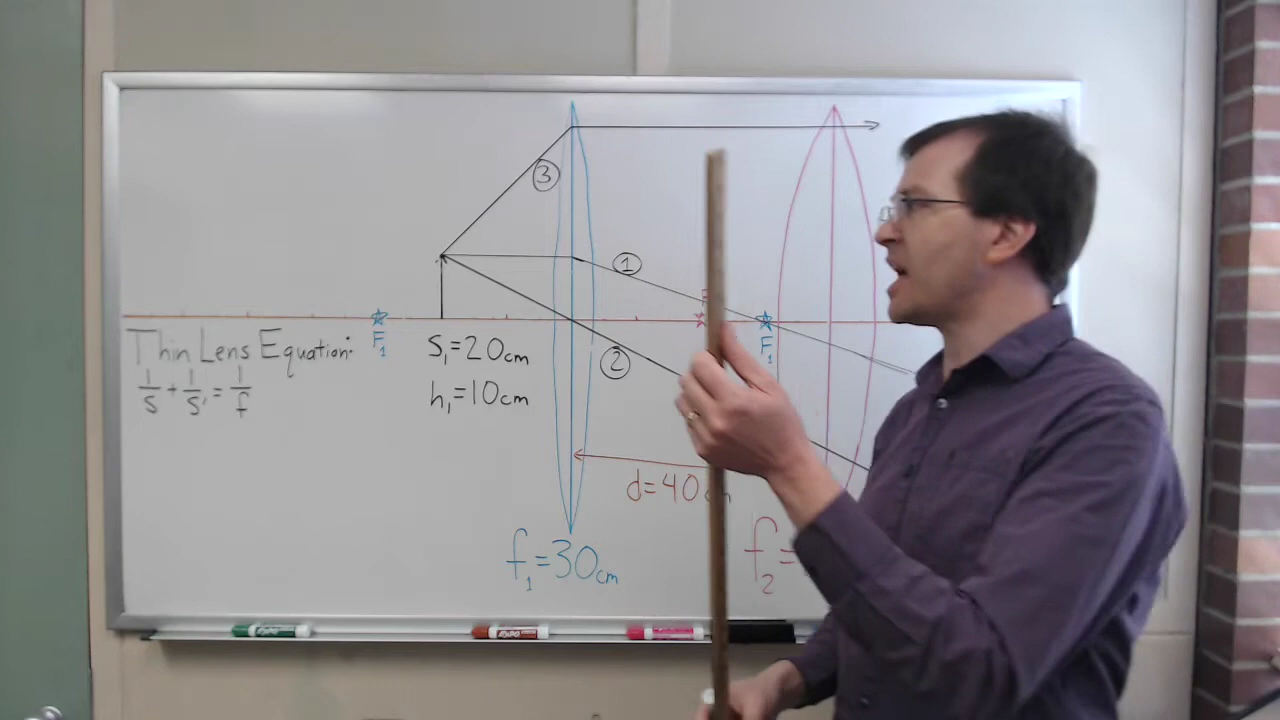 ③
①
F₁
F₁
Thin Lens Equation:
1/s + 1/s' = 1/f
s₁=20cm
h₁=10cm
②
d=40cm
f₁=30cm
f₂=
EXPO